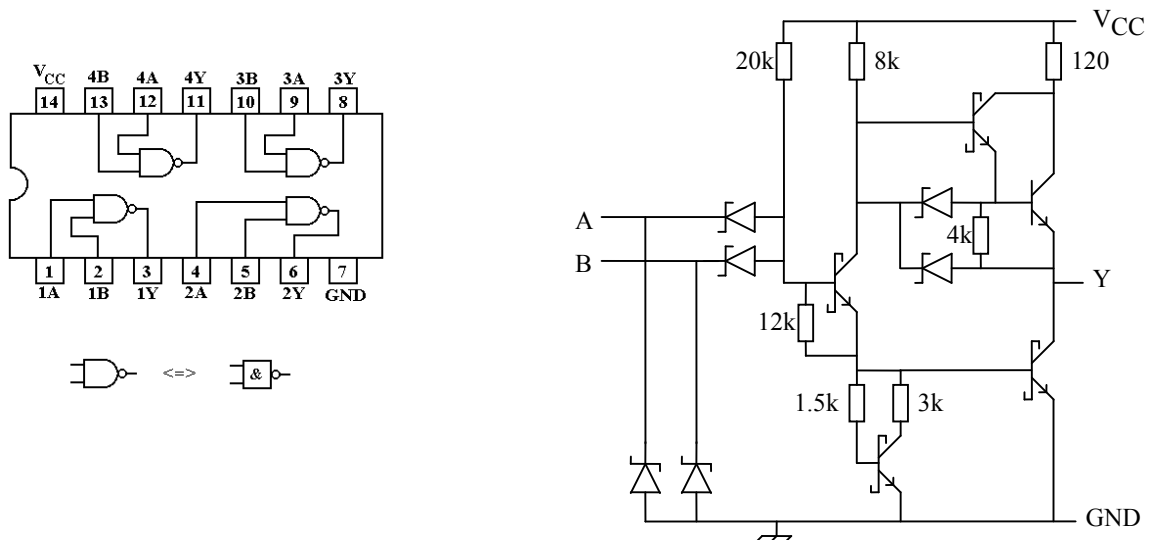 VCC 4B 4A 4Y 3B 3A 3Y
14 13 12 11 10 9 8
1 2 3 4 5 6 7
1A 1B 1Y 2A 2B 2Y GND
<=> &
VCC
20k 8k 120
A
4k
B
Y
12k
1.5k 3k
GND